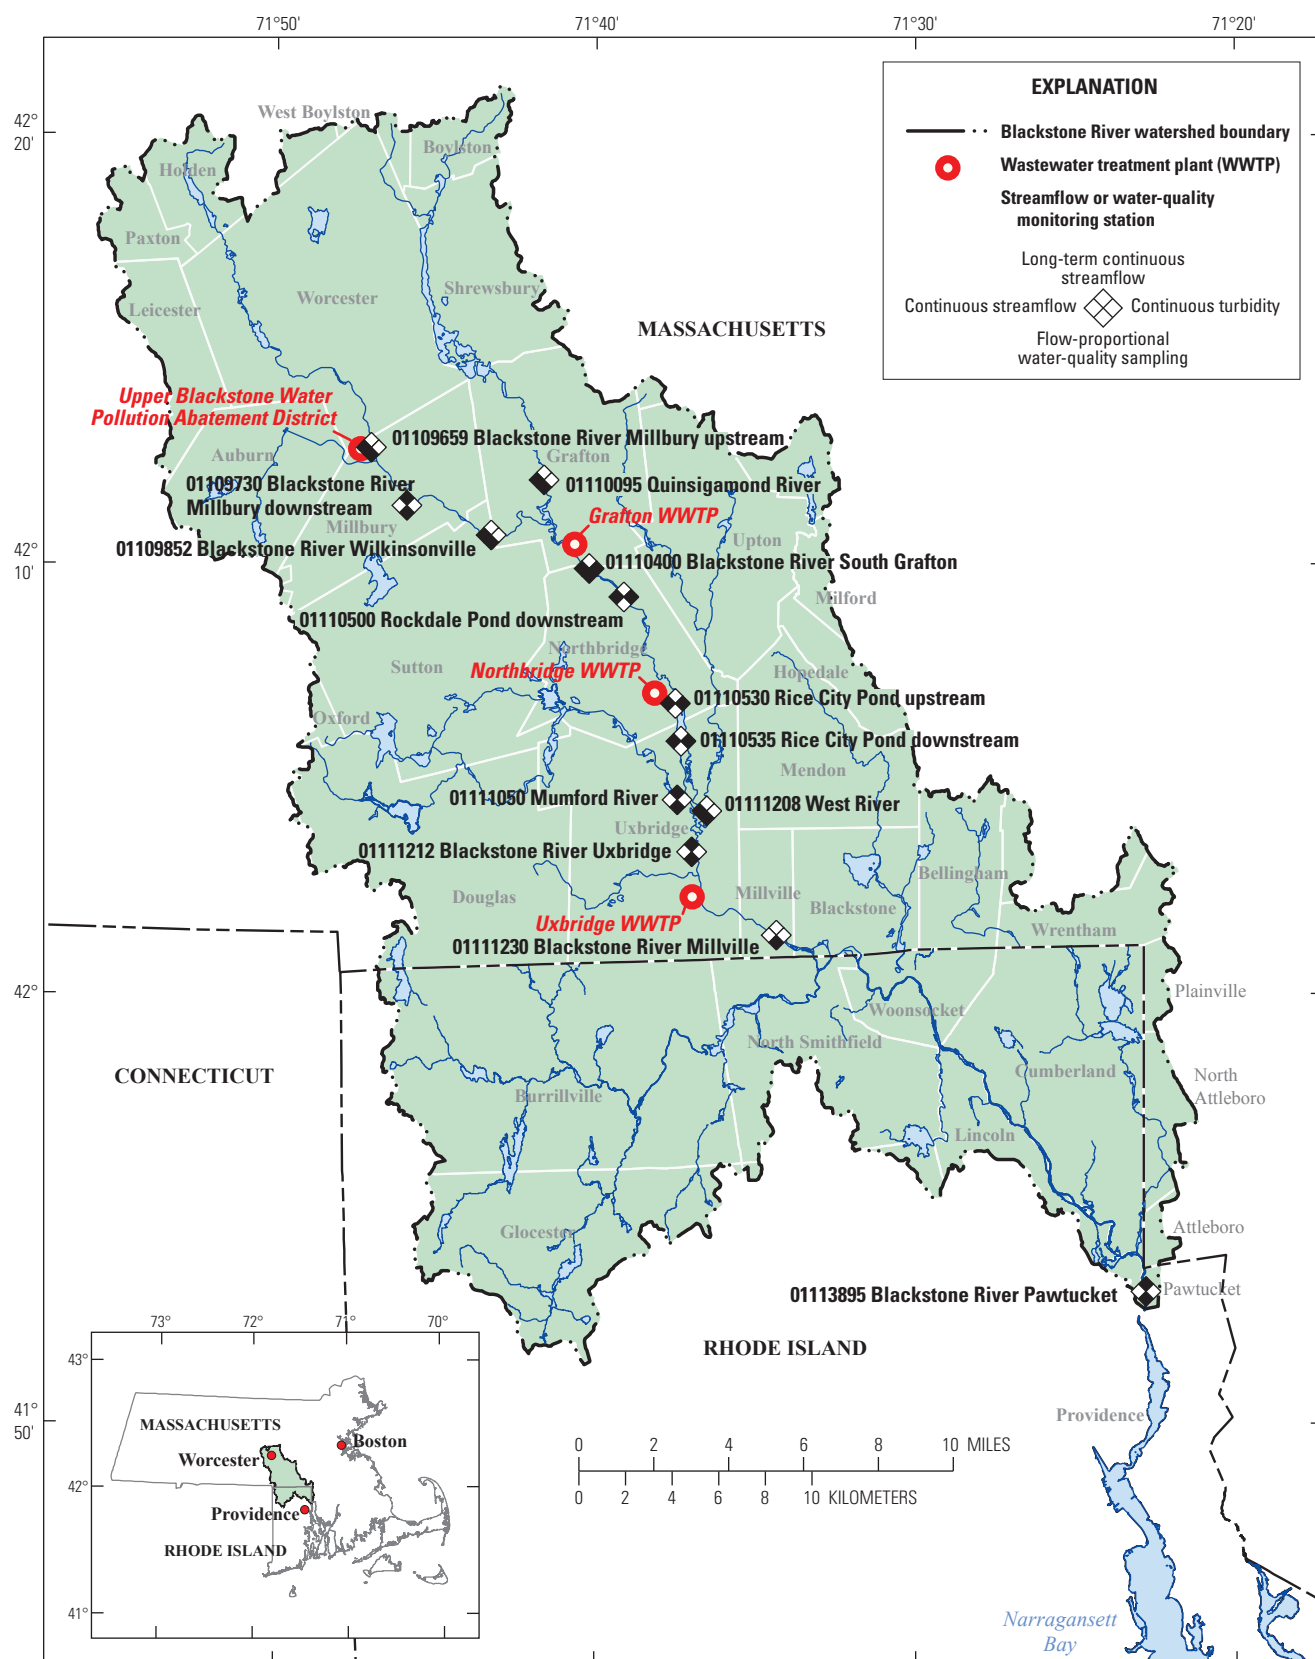 71°50'
71°40'
71°30'
71°20'
42°
20'
42°
10'
42°
41°
50'
EXPLANATION
Blackstone River watershed boundary
Wastewater treatment plant (WWTP)
Streamflow or water-quality
monitoring station
Long-term continuous
streamflow
Continuous streamflow
Continuous turbidity
Flow-proportional
water-quality sampling
West Boylston
Boylston
Holden
Paxton
Worcester
Shrewsbury
Leicester
MASSACHUSETTS
Upper Blackstone Water
Pollution Abatement District
01109659 Blackstone River Millbury upstream
Auburn
Grafton
01109730 Blackstone River
Millbury downstream
01110095 Quinsigamond River
Grafton WWTP
Millbury
Upton
01109852 Blackstone River Wilkinsonville
01110400 Blackstone River South Grafton
Milford
01110500 Rockdale Pond downstream
Northbridge
Sutton
Northbridge WWTP
Hopedale
01110530 Rice City Pond upstream
Oxford
01110535 Rice City Pond downstream
Mendon
01111050 Mumford River
01111208 West River
Uxbridge
01111212 Blackstone River Uxbridge
Bellingham
Douglas
Millville
Blackstone
Uxbridge WWTP
Wrentham
01111230 Blackstone River Millville
Plainville
Woonsocket
North Smithfield
CONNECTICUT
Cumberland
North
Attleboro
Burrillville
Lincoln
Glocester
Attleboro
Pawtucket
01113895 Blackstone River Pawtucket
RHODE ISLAND
Providence
0 2 4 6 8 10 MILES
0 2 4 6 8 10 KILOMETERS
Narragansett
Bay
73° 72° 71° 70°
43°
42°
41°
MASSACHUSETTS
Boston
Worcester
Providence
RHODE ISLAND